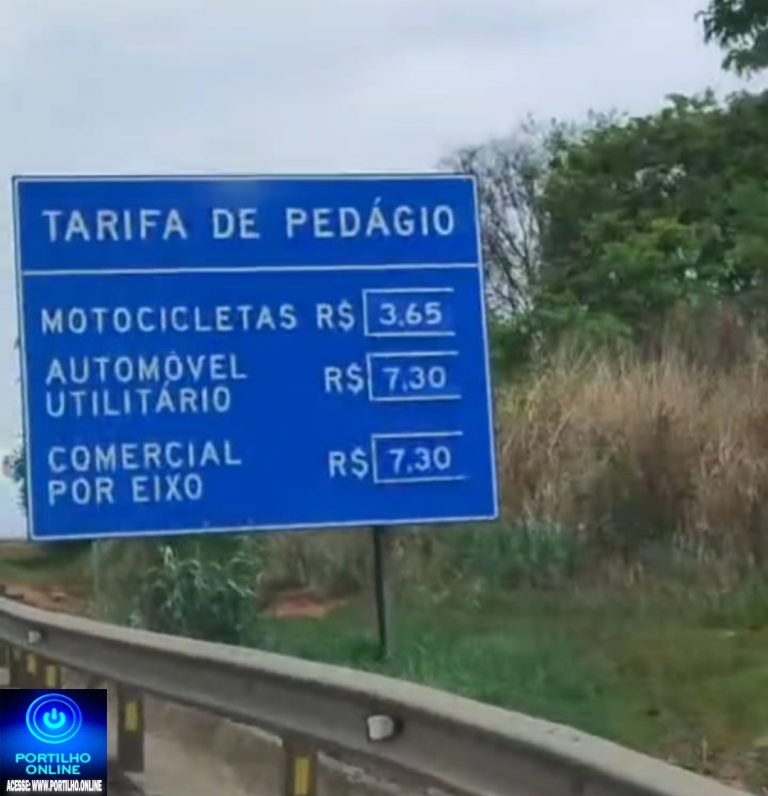 TARIFA DE PEDÁGIO
MOTOCICLETAS R$ 3,65
AUTOMÓVEL
UTILITÁRIO R$ 7,30
COMERCIAL
POR EIXO R$ 7,30
PORTILHO
ONLINE
ACESSE: WWW.PORTILHO.ONLINE